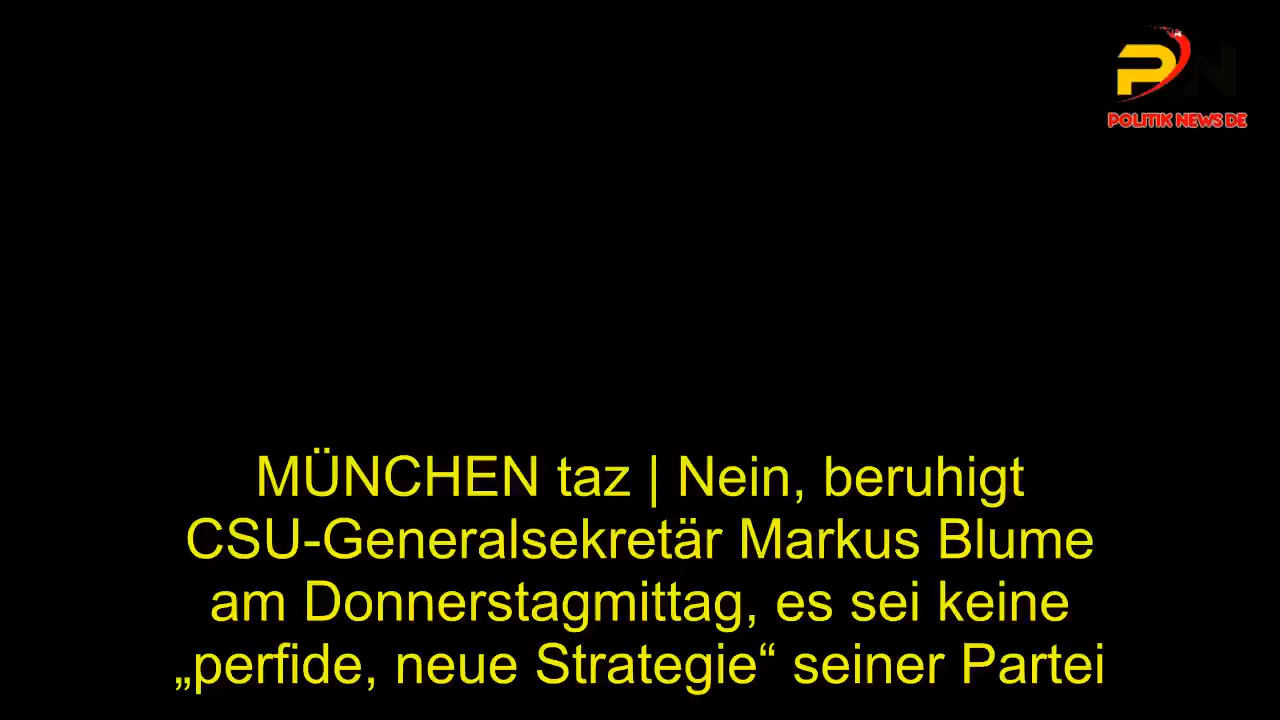 PN
POLITIK NEWS DE
MÜNCHEN taz | Nein, beruhigt
CSU-Generalsekretär Markus Blume
am Donnerstagmittag, es sei keine
„perfide, neue Strategie“ seiner Partei